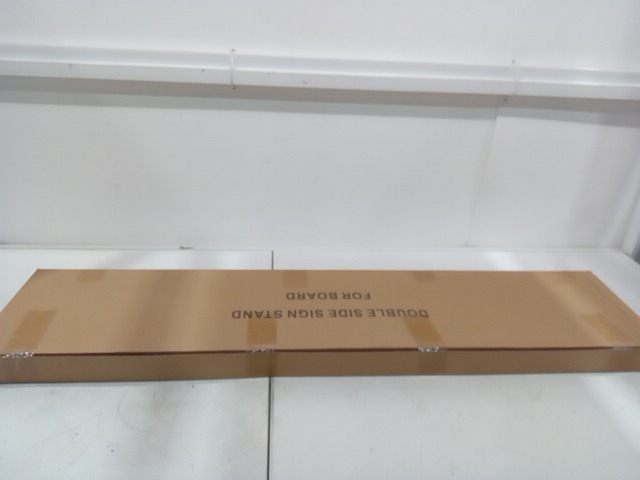 DOUBLE SIDE SIGN STAND
FOR BOARD